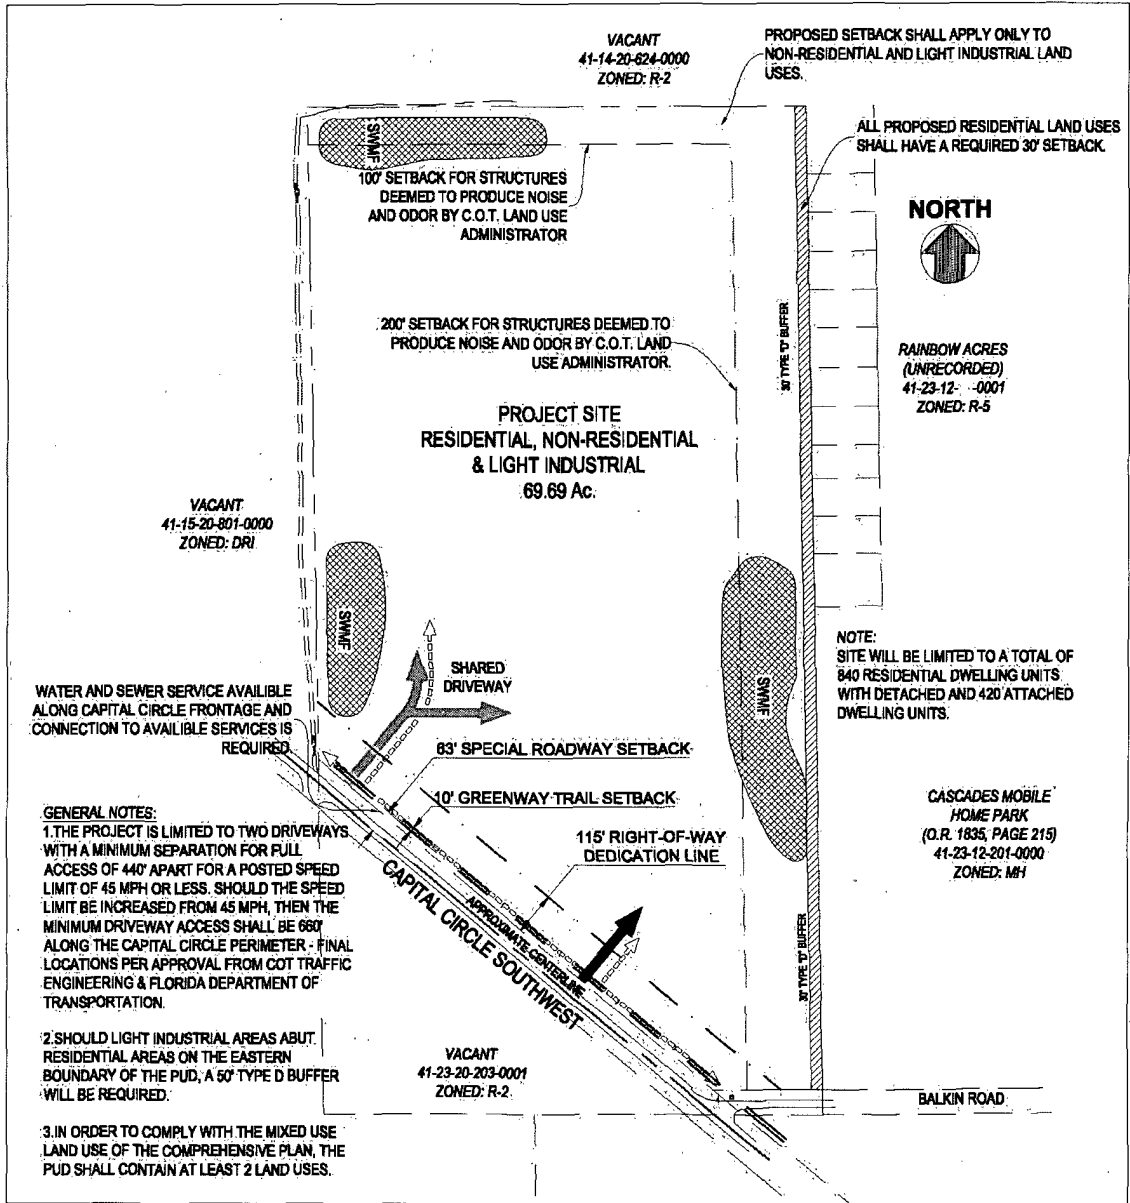 VACANT
41-14-20-624-0000
ZONED: R-2
PROPOSED SETBACK SHALL APPLY ONLY TO
NON-RESIDENTIAL AND LIGHT INDUSTRIAL LAND
USES.
ALL PROPOSED RESIDENTIAL LAND USES
SHALL HAVE A REQUIRED 30' SETBACK.
SWMF
100' SETBACK FOR STRUCTURES
DEEMED TO PRODUCE NOISE
AND ODOR BY C.O.T. LAND USE
ADMINISTRATOR
NORTH
200' SETBACK FOR STRUCTURES DEEMED TO
PRODUCE NOISE AND ODOR BY C.O.T. LAND
USE ADMINISTRATOR.
30' TYPE "D" BUFFER
RAINBOW ACRES
(UNRECORDED)
41-23-12- -0001
ZONED: R-5
PROJECT SITE
RESIDENTIAL, NON-RESIDENTIAL
& LIGHT INDUSTRIAL
69.69 Ac.
VACANT
41-15-20-801-0000
ZONED: DRI
SWMF
SWMF
SHARED
DRIVEWAY
NOTE:
SITE WILL BE LIMITED TO A TOTAL OF
840 RESIDENTIAL DWELLING UNITS
WITH DETACHED AND 420 ATTACHED
DWELLING UNITS.
WATER AND SEWER SERVICE AVAILIBLE
ALONG CAPITAL CIRCLE FRONTAGE AND
CONNECTION TO AVAILIBLE SERVICES IS
REQUIRED.
63' SPECIAL ROADWAY SETBACK
10' GREENWAY TRAIL SETBACK
115' RIGHT-OF-WAY
DEDICATION LINE
CASCADES MOBILE
HOME PARK
(O.R. 1835, PAGE 215)
41-23-12-201-0000
ZONED: MH
GENERAL NOTES:
1.THE PROJECT IS LIMITED TO TWO DRIVEWAYS
WITH A MINIMUM SEPARATION FOR FULL
ACCESS OF 440' APART FOR A POSTED SPEED
LIMIT OF 45 MPH OR LESS. SHOULD THE SPEED
LIMIT BE INCREASED FROM 45 MPH, THEN THE
MINIMUM DRIVEWAY ACCESS SHALL BE 660'
ALONG THE CAPITAL CIRCLE PERIMETER - FINAL
LOCATIONS PER APPROVAL FROM COT TRAFFIC
ENGINEERING & FLORIDA DEPARTMENT OF
TRANSPORTATION.
2.SHOULD LIGHT INDUSTRIAL AREAS ABUT
RESIDENTIAL AREAS ON THE EASTERN
BOUNDARY OF THE PUD, A 50' TYPE D BUFFER
WILL BE REQUIRED.
3.IN ORDER TO COMPLY WITH THE MIXED USE
LAND USE OF THE COMPREHENSIVE PLAN, THE
PUD SHALL CONTAIN AT LEAST 2 LAND USES.
APPROXIMATE CENTERLINE
CAPITAL CIRCLE SOUTHWEST
30' TYPE "D" BUFFER
VACANT
41-23-20-203-0001
ZONED: R-2
BALKIN ROAD